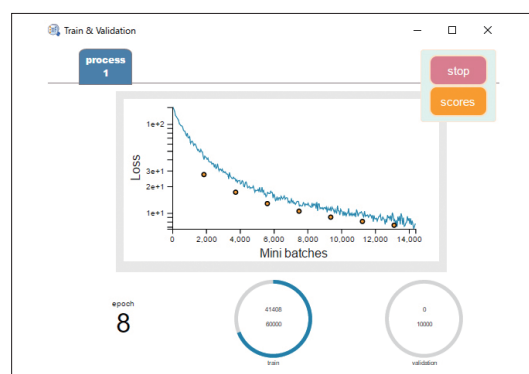 Train & Validation
process
1
stop
scores
1e+2
3e+1
2e+1
1e+1
Loss
0
2,000
4,000
6,000
8,000
10,000
12,000
14,000
Mini batches
epoch
8
41408
60000
train
0
10000
validation